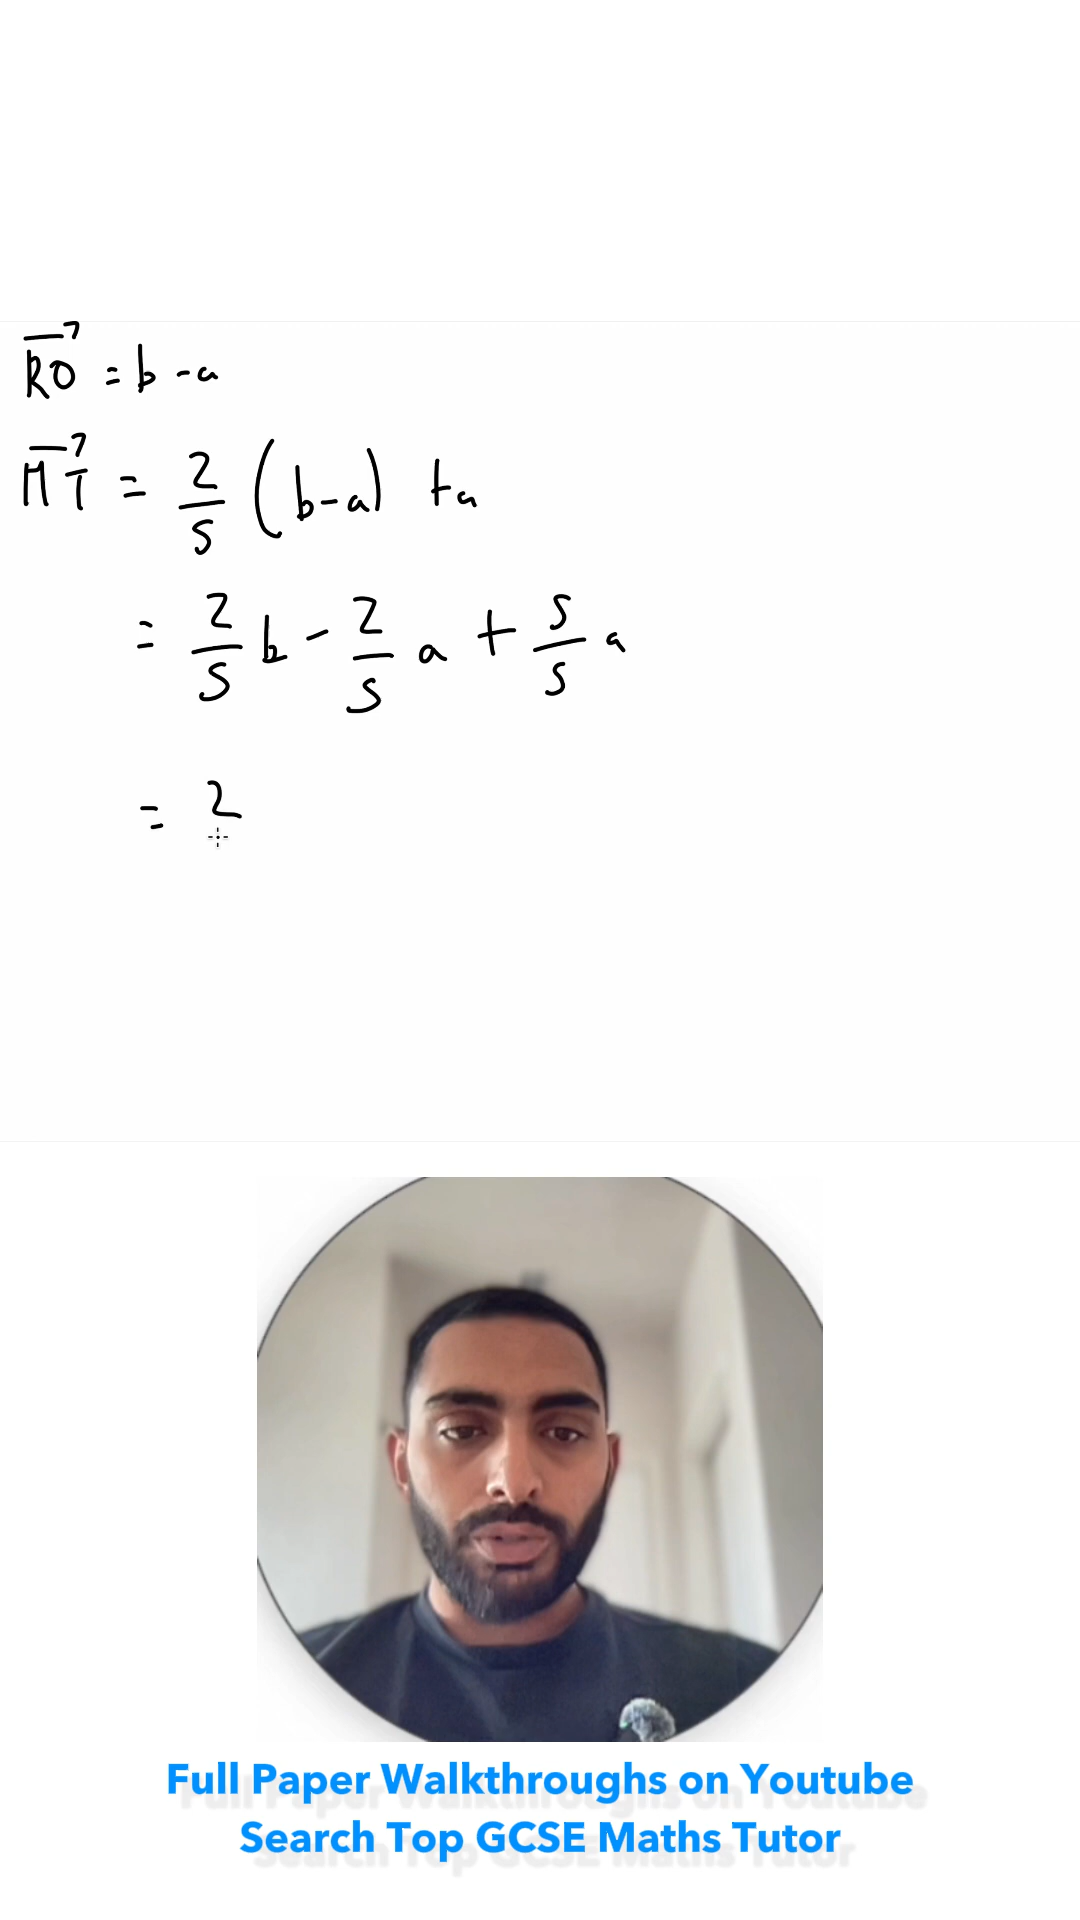 RO = b - a
MT = 2/5 (b-a) + a
= 2/5 b - 2/5 a + 5/5 a
= 2
Full Paper Walkthroughs on Youtube
Search Top GCSE Maths Tutor